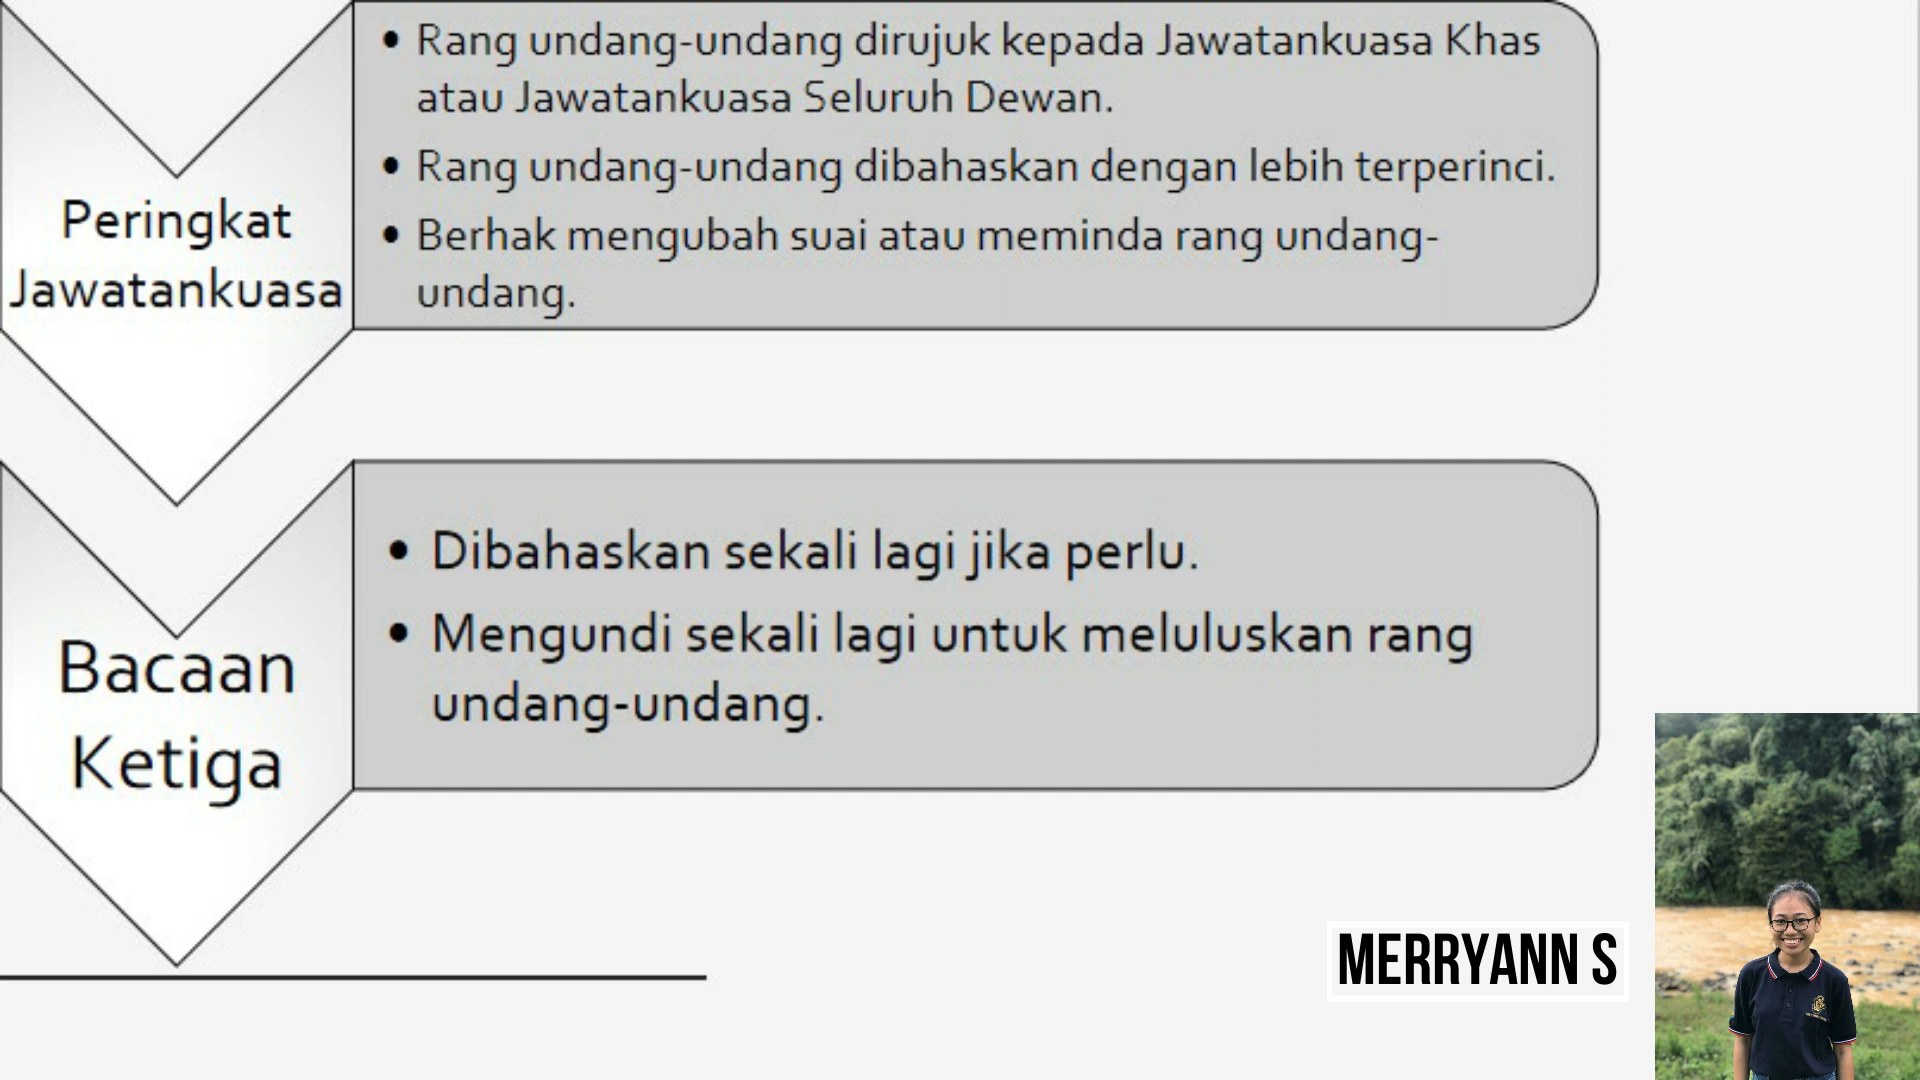 Peringkat
Jawatankuasa
• Rang undang-undang dirujuk kepada Jawatankuasa Khas
atau Jawatankuasa Seluruh Dewan.
• Rang undang-undang dibahaskan dengan lebih terperinci.
• Berhak mengubah suai atau meminda rang undang-
undang.
Bacaan
Ketiga
• Dibahaskan sekali lagi jika perlu.
• Mengundi sekali lagi untuk meluluskan rang
undang-undang.
MERRYANN S